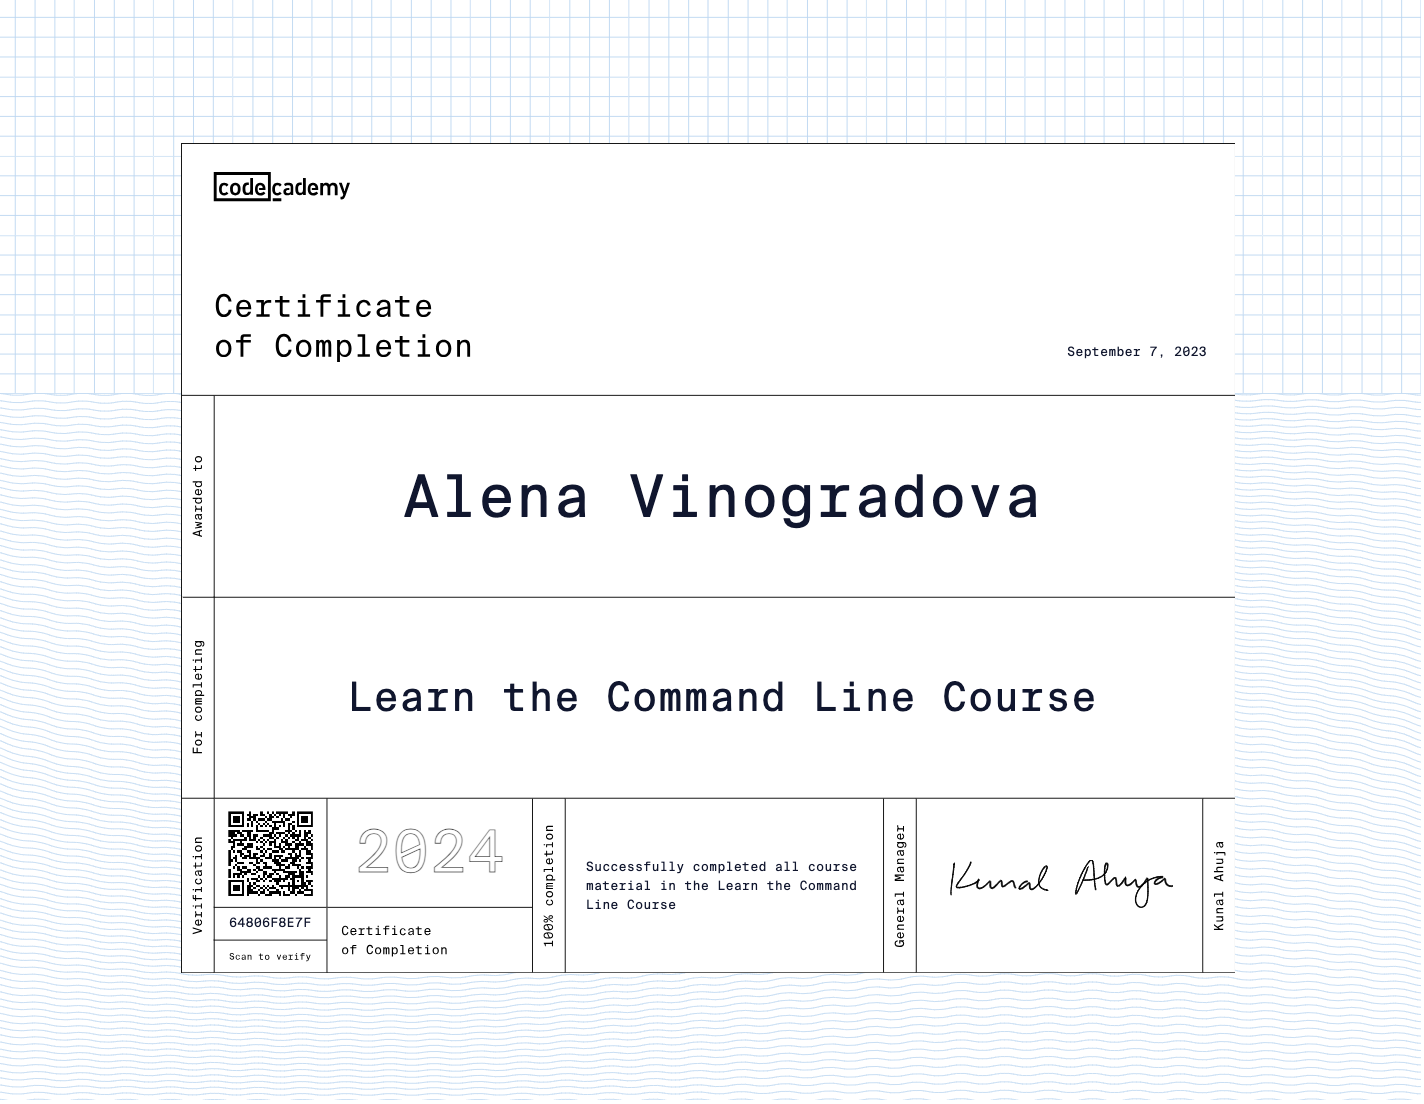 codecademy
Certificate
of Completion
September 7, 2023
Awarded to
Alena Vinogradova
For completing
Learn the Command Line Course
Verification
64806F8E7F
Scan to verify
2024
Certificate
of Completion
100% completion
Successfully completed all course
material in the Learn the Command
Line Course
General Manager
Kunal Ahuja
Kunal Ahuja